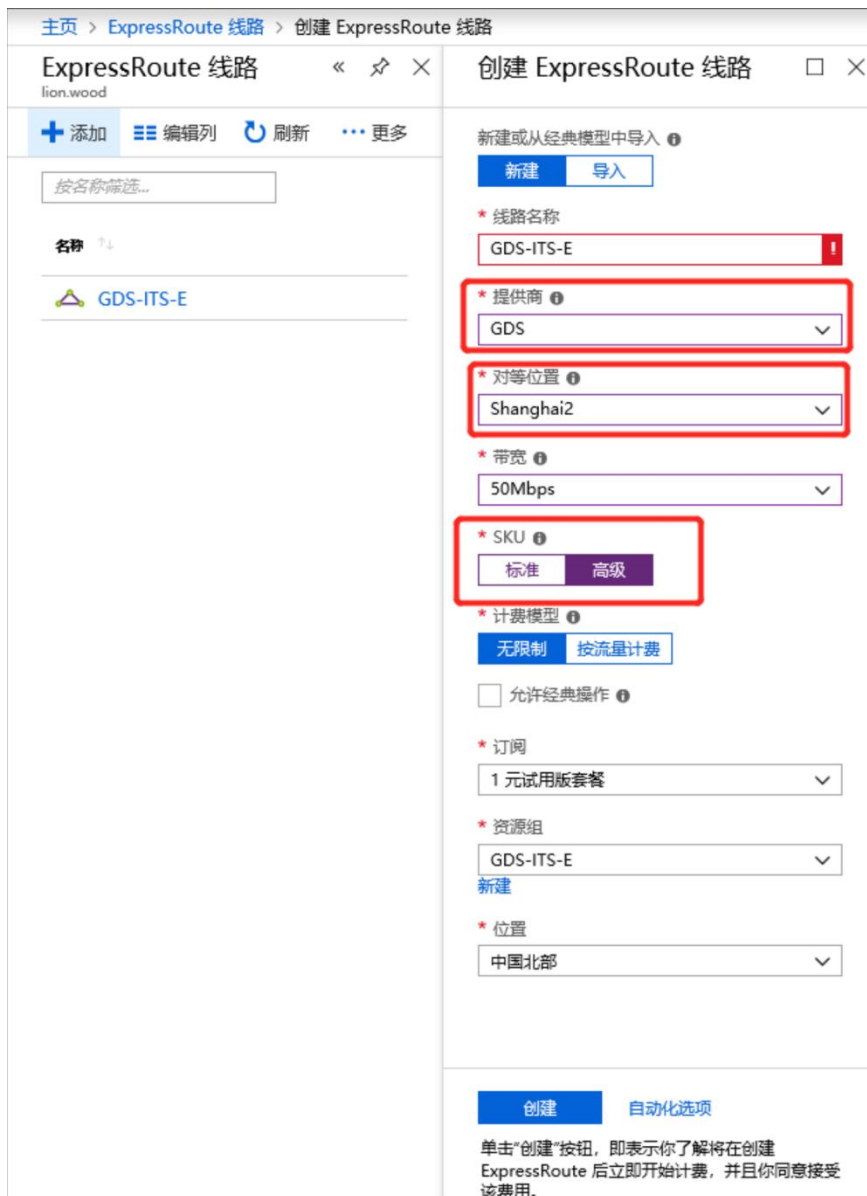 主页 > ExpressRoute 线路 > 创建 ExpressRoute 线路
ExpressRoute 线路
lion.wood
添加 编辑列 刷新 ··· 更多
按名称筛选...
名称
GDS-ITS-E
创建 ExpressRoute 线路
新建或从经典模型中导入
新建 导入
* 线路名称
GDS-ITS-E
* 提供商
GDS
* 对等位置
Shanghai2
* 带宽
50Mbps
* SKU
标准 高级
* 计费模型
无限制 按流量计费
允许经典操作
* 订阅
1 元试用版套餐
* 资源组
GDS-ITS-E
新建
* 位置
中国北部
创建 自动化选项
单击"创建"按钮，即表示你了解将在创建
ExpressRoute 后立即开始计费，并且你同意接受
该费用。